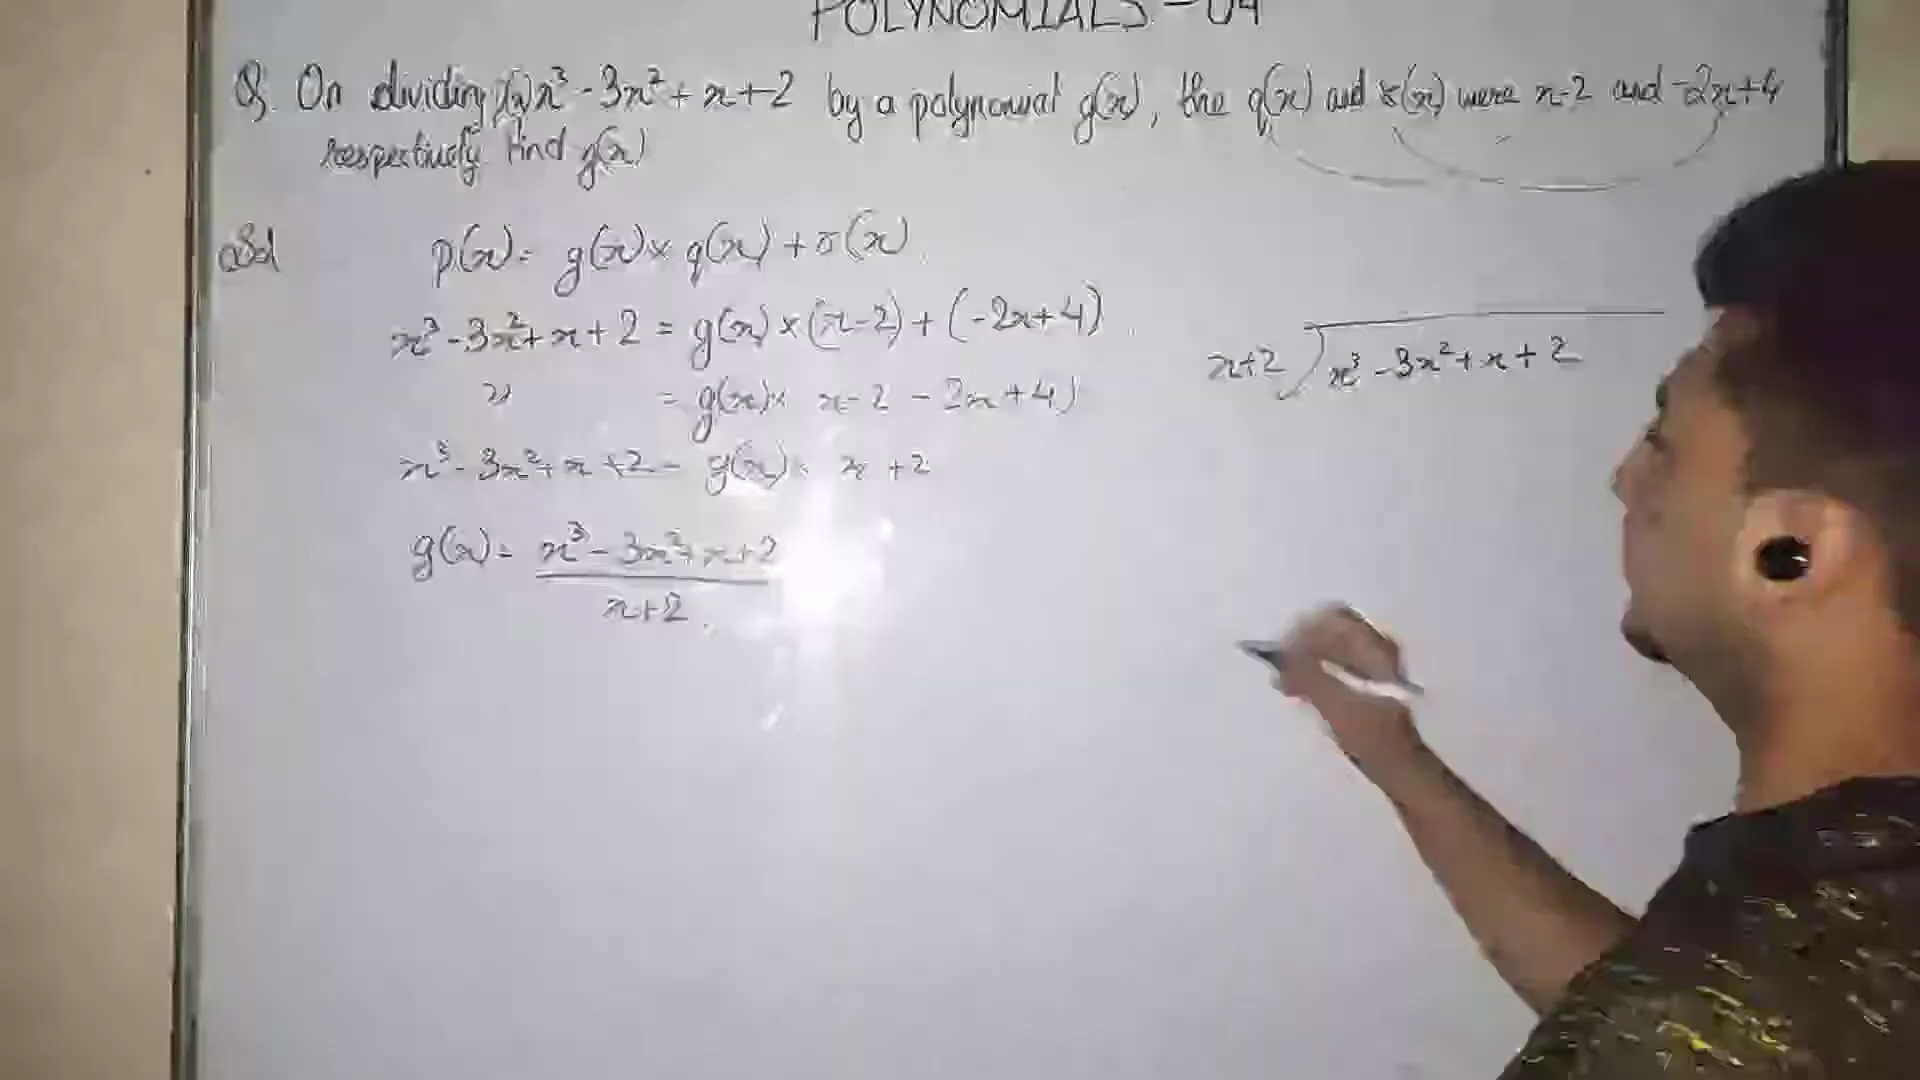 POLYNOMIALS - 04
Q. On dividing x³ - 3x² + x + 2 by a polynomial g(x), the q(x) and r(x) were x-2 and -2x+4
respectively find g(x)
Sol
p(x) = g(x) × q(x) + r(x)
x³ - 3x² + x + 2 = g(x) × (x-2) + (-2x+4)
" = g(x) × x-2 - 2x+4)
x³ - 3x² + x + 2 = g(x) × x + 2
g(x) = x³ - 3x² + x + 2
x+2
x+2 ) x³ - 3x² + x + 2